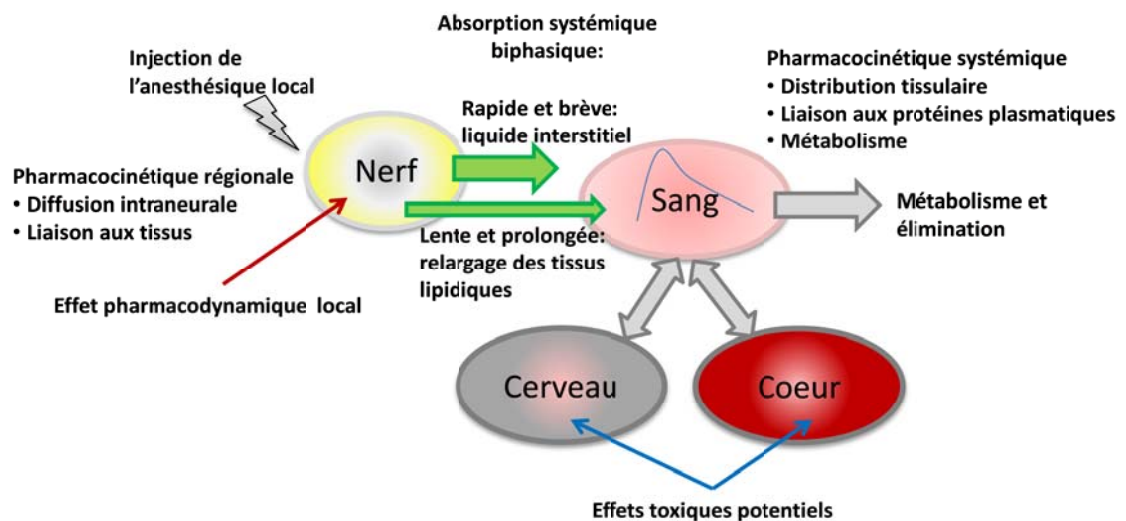 Absorption systémique
biphasique:
Injection de
l'anesthésique local
Pharmacocinétique systémique
• Distribution tissulaire
• Liaison aux protéines plasmatiques
• Métabolisme
Rapide et brève:
liquide interstitiel
Nerf
Pharmacocinétique régionale
• Diffusion intraneurale
• Liaison aux tissus
Sang
Métabolisme et
élimination
Lente et prolongée:
relargage des tissus
lipidiques
Effet pharmacodynamique local
Cerveau
Coeur
Effets toxiques potentiels